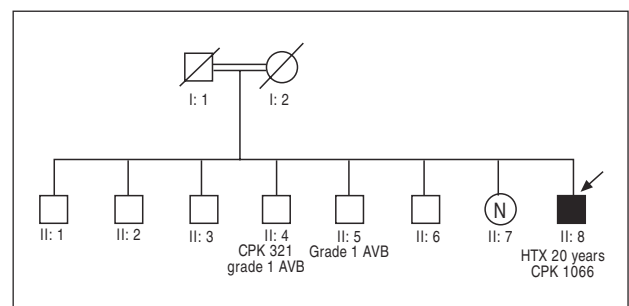 I: 1 I: 2
N
II: 1 II: 2 II: 3 II: 4 II: 5 II: 6 II: 7 II: 8
CPK 321 Grade 1 AVB HTX 20 years
grade 1 AVB CPK 1066